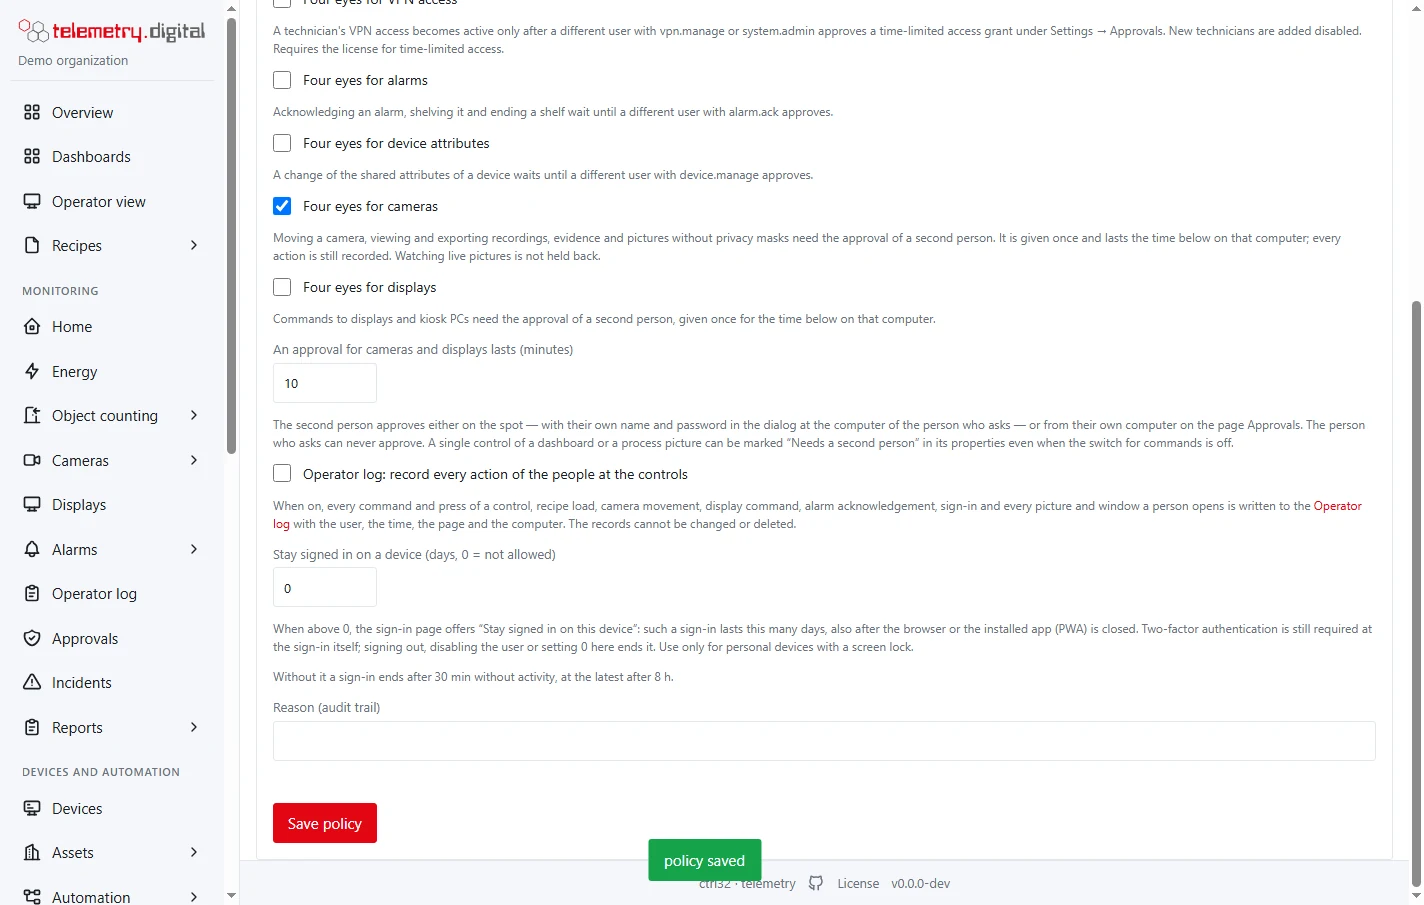 telemetry.digital
Demo organization
Overview
Dashboards
Operator view
Recipes
MONITORING
Home
Energy
Object counting
Cameras
Displays
Alarms
Operator log
Approvals
Incidents
Reports
DEVICES AND AUTOMATION
Devices
Assets
Automation
Four eyes for VPN access
A technician's VPN access becomes active only after a different user with vpn.manage or system.admin approves a time-limited access grant under Settings → Approvals. New technicians are added disabled.
Requires the license for time-limited access.
Four eyes for alarms
Acknowledging an alarm, shelving it and ending a shelf wait until a different user with alarm.ack approves.
Four eyes for device attributes
A change of the shared attributes of a device waits until a different user with device.manage approves.
Four eyes for cameras
Moving a camera, viewing and exporting recordings, evidence and pictures without privacy masks need the approval of a second person. It is given once and lasts the time below on that computer; every
action is still recorded. Watching live pictures is not held back.
Four eyes for displays
Commands to displays and kiosk PCs need the approval of a second person, given once for the time below on that computer.
An approval for cameras and displays lasts (minutes)
10
The second person approves either on the spot — with their own name and password in the dialog at the computer of the person who asks — or from their own computer on the page Approvals. The person
who asks can never approve. A single control of a dashboard or a process picture can be marked “Needs a second person” in its properties even when the switch for commands is off.
Operator log: record every action of the people at the controls
When on, every command and press of a control, recipe load, camera movement, display command, alarm acknowledgement, sign-in and every picture and window a person opens is written to the Operator
log with the user, the time, the page and the computer. The records cannot be changed or deleted.
Stay signed in on a device (days, 0 = not allowed)
0
When above 0, the sign-in page offers “Stay signed in on this device”: such a sign-in lasts this many days, also after the browser or the installed app (PWA) is closed. Two-factor authentication is still required at
the sign-in itself; signing out, disabling the user or setting 0 here ends it. Use only for personal devices with a screen lock.
Without it a sign-in ends after 30 min without activity, at the latest after 8 h.
Reason (audit trail)
Save policy
policy saved
ctrl32 · telemetry
License
v0.0.0-dev